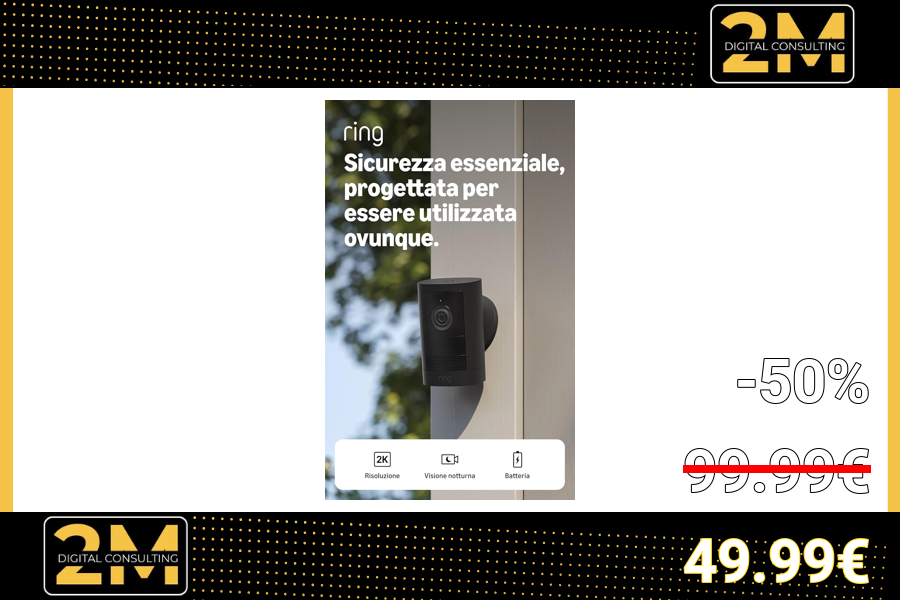 2M
DIGITAL CONSULTING
ring
Sicurezza essenziale,
progettata per
essere utilizzata
ovunque.
ring
2K
Risoluzione
Visione notturna
Batteria
-50%
99.99€
2M
DIGITAL CONSULTING
49.99€